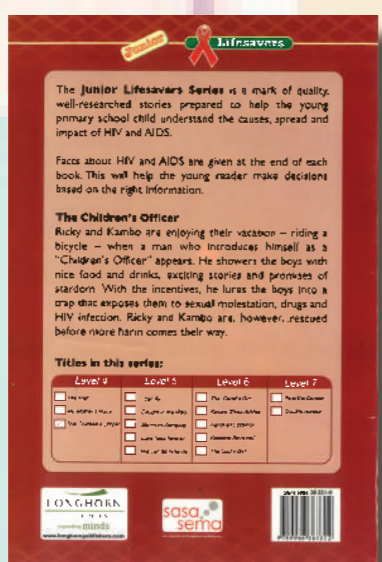 Junior
Lifesavers
The Junior Lifesavers Series is a mark of quality,
well-researched stories prepared to help the young
primary school child understand the causes, spread and
impact of HIV and AIDS.
Facts about HIV and AIDS are given at the end of each
book. This will help the young reader make decisions
based on the right information.
The Children's Officer
Ricky and Kambo are enjoying their vacation – riding a
bicycle – when a man who introduces himself as a
"Children's Officer" appears. He showers the boys with
nice food and drinks, exciting stories and promises of
stardom. With the incentives, he lures the boys into a
trap that exposes them to sexual molestation, drugs and
HIV infection. Ricky and Kambo are, however, rescued
before more harm comes their way.
Titles in this series:
Level 4 Level 5 Level 6 Level 7
LONGHORN
expanding minds
www.longhornpublishers.com
sasa
sema